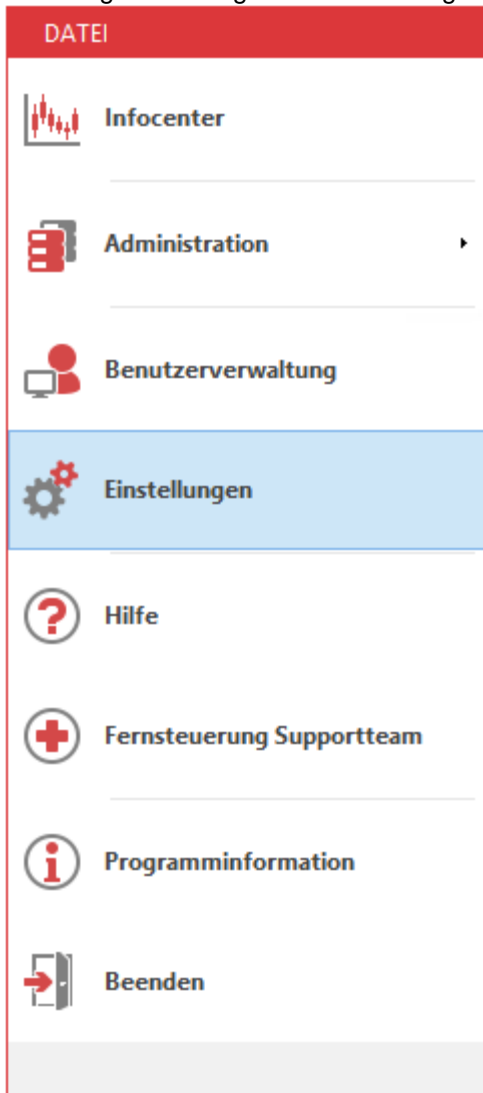 DATEI
Infocenter
Administration
Benutzerverwaltung
Einstellungen
Hilfe
Fernsteuerung Supportteam
Programminformation
Beenden